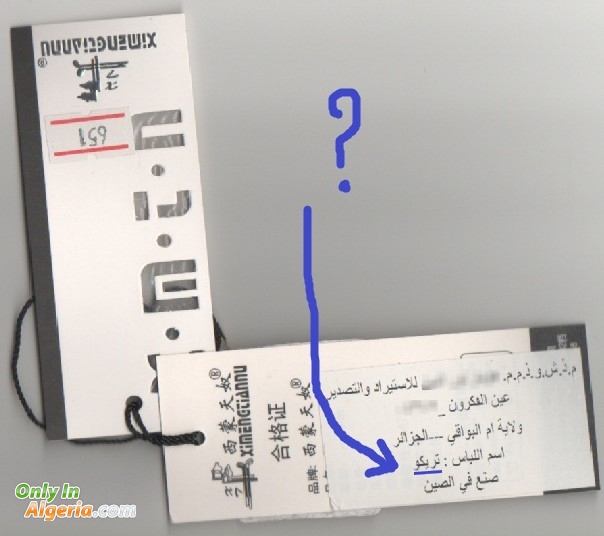 XIMENGTIANNU®
651
x·m·t·n
?
西蒙天奴®
XIMENGTIANNU
合格证
品牌: 西蒙天奴®
م.ذ.ش.و.ذ.م.م. للاستيراد والتصدير
عين الفكرون _
ولاية ام البواقي ---الجزائر
اسم اللباس : تريكو
صنع في الصين
Only In
Algeria.com